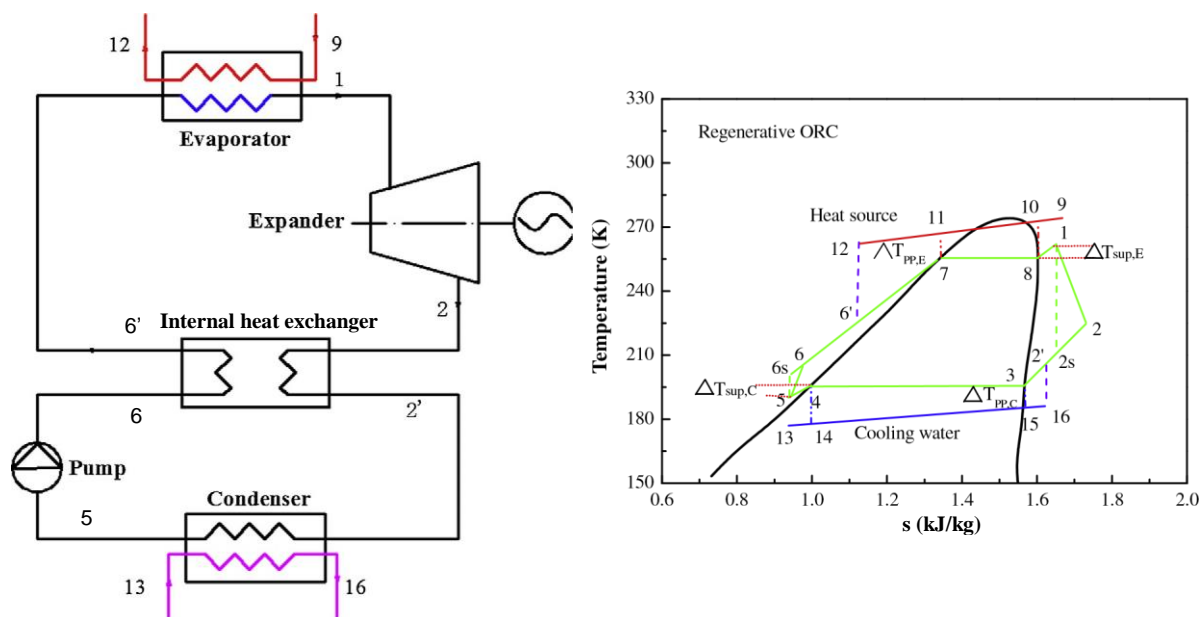 12
9
1
Evaporator
Expander
2
6'
Internal heat exchanger
6
2'
Pump
Condenser
5
13
16
330
300
270
240
210
180
150
Temperature (K)
Regenerative ORC
Heat source
9
10
11
12
1
△T_PP,E
△T_sup,E
7
8
6'
2
6
6s
2'
2s
3
△T_sup,C
5
4
△T_PP,C
13
14
Cooling water
15
16
0.6 0.8 1.0 1.2 1.4 1.6 1.8 2.0
s (kJ/kg)